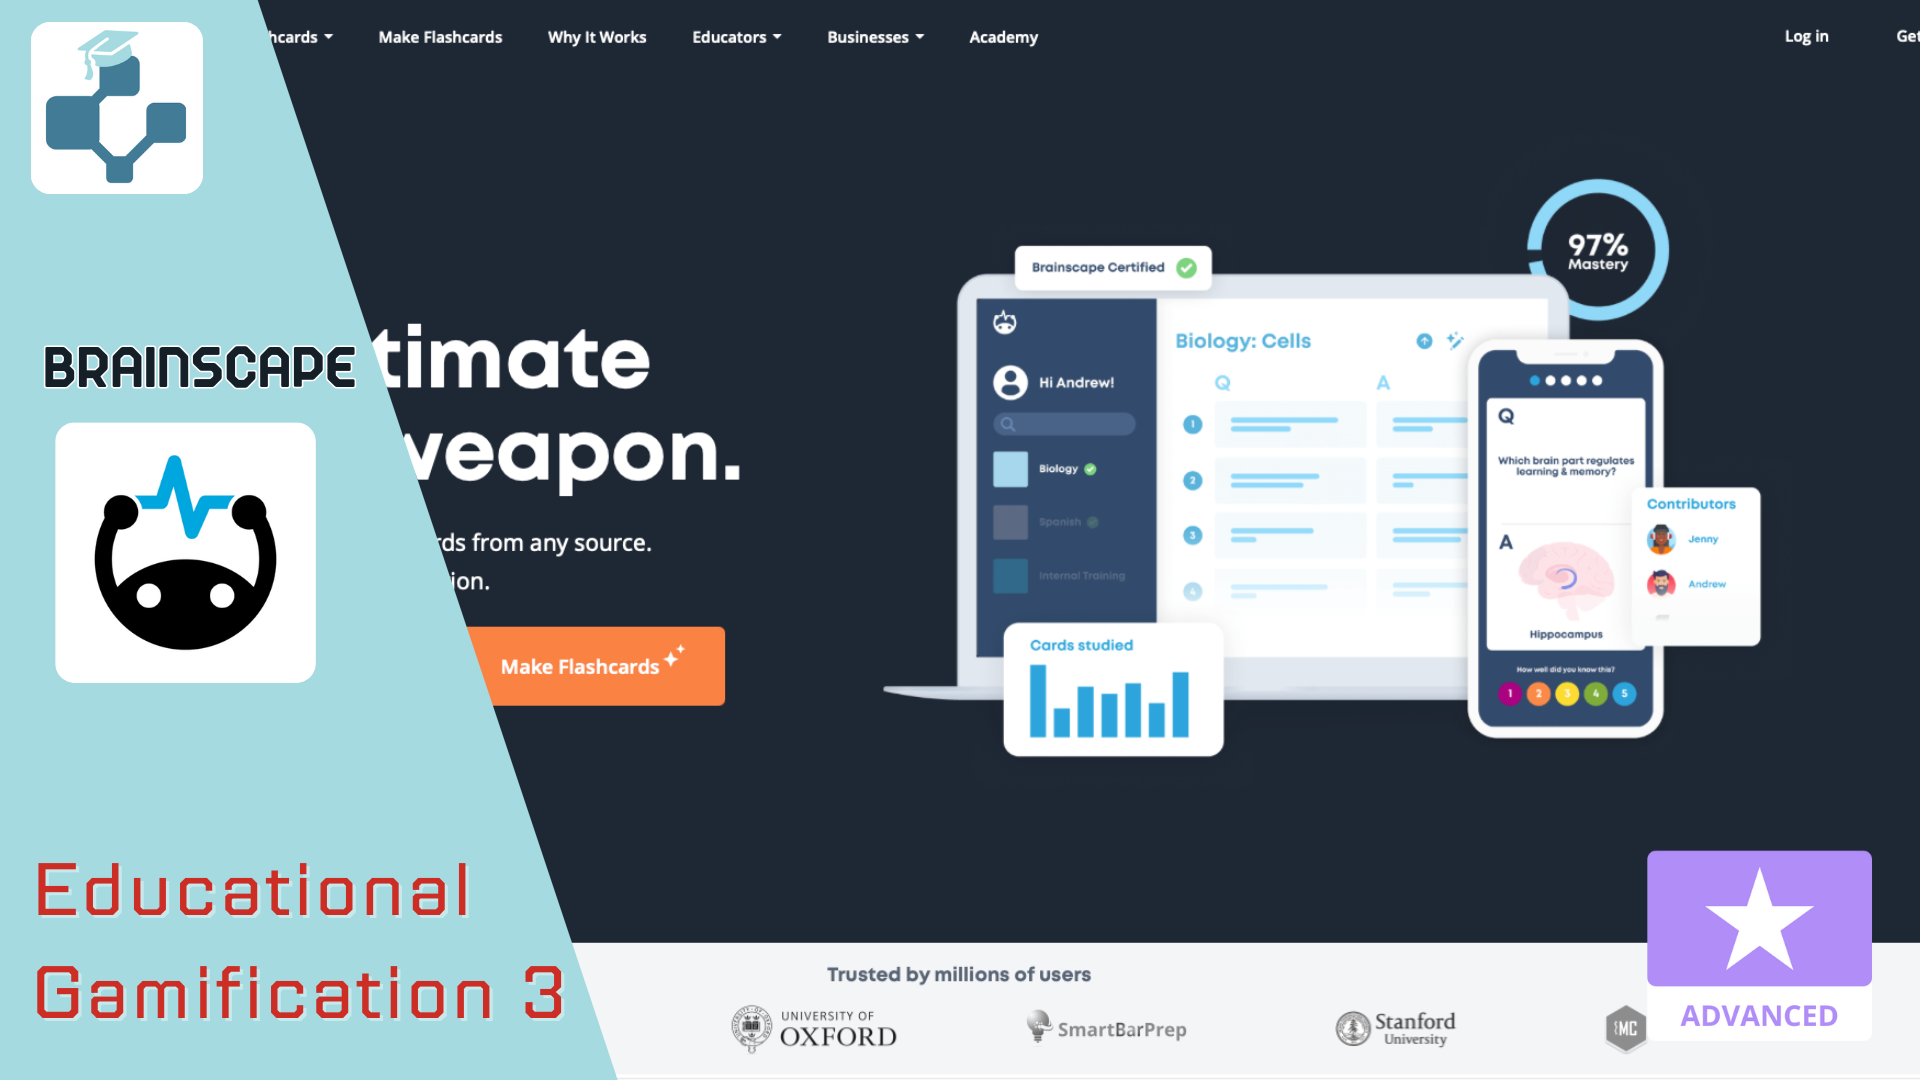 hcards
Make Flashcards
Why It Works
Educators
Businesses
Academy
Log in
Get
BRAINSCAPE
timate
weapon.
rds from any source.
ion.
Make Flashcards
Brainscape Certified
97%
Mastery
Hi Andrew!
Biology
Spanish
Internal Training
Biology: Cells
Q
A
1
2
3
4
Cards studied
Q
Which brain part regulates
learning & memory?
A
Hippocampus
How well did you know this?
1 2 3 4 5
Contributors
Jenny
Andrew
Educational
Gamification 3
Trusted by millions of users
UNIVERSITY OF
OXFORD
SmartBarPrep
Stanford
University
MC
ADVANCED